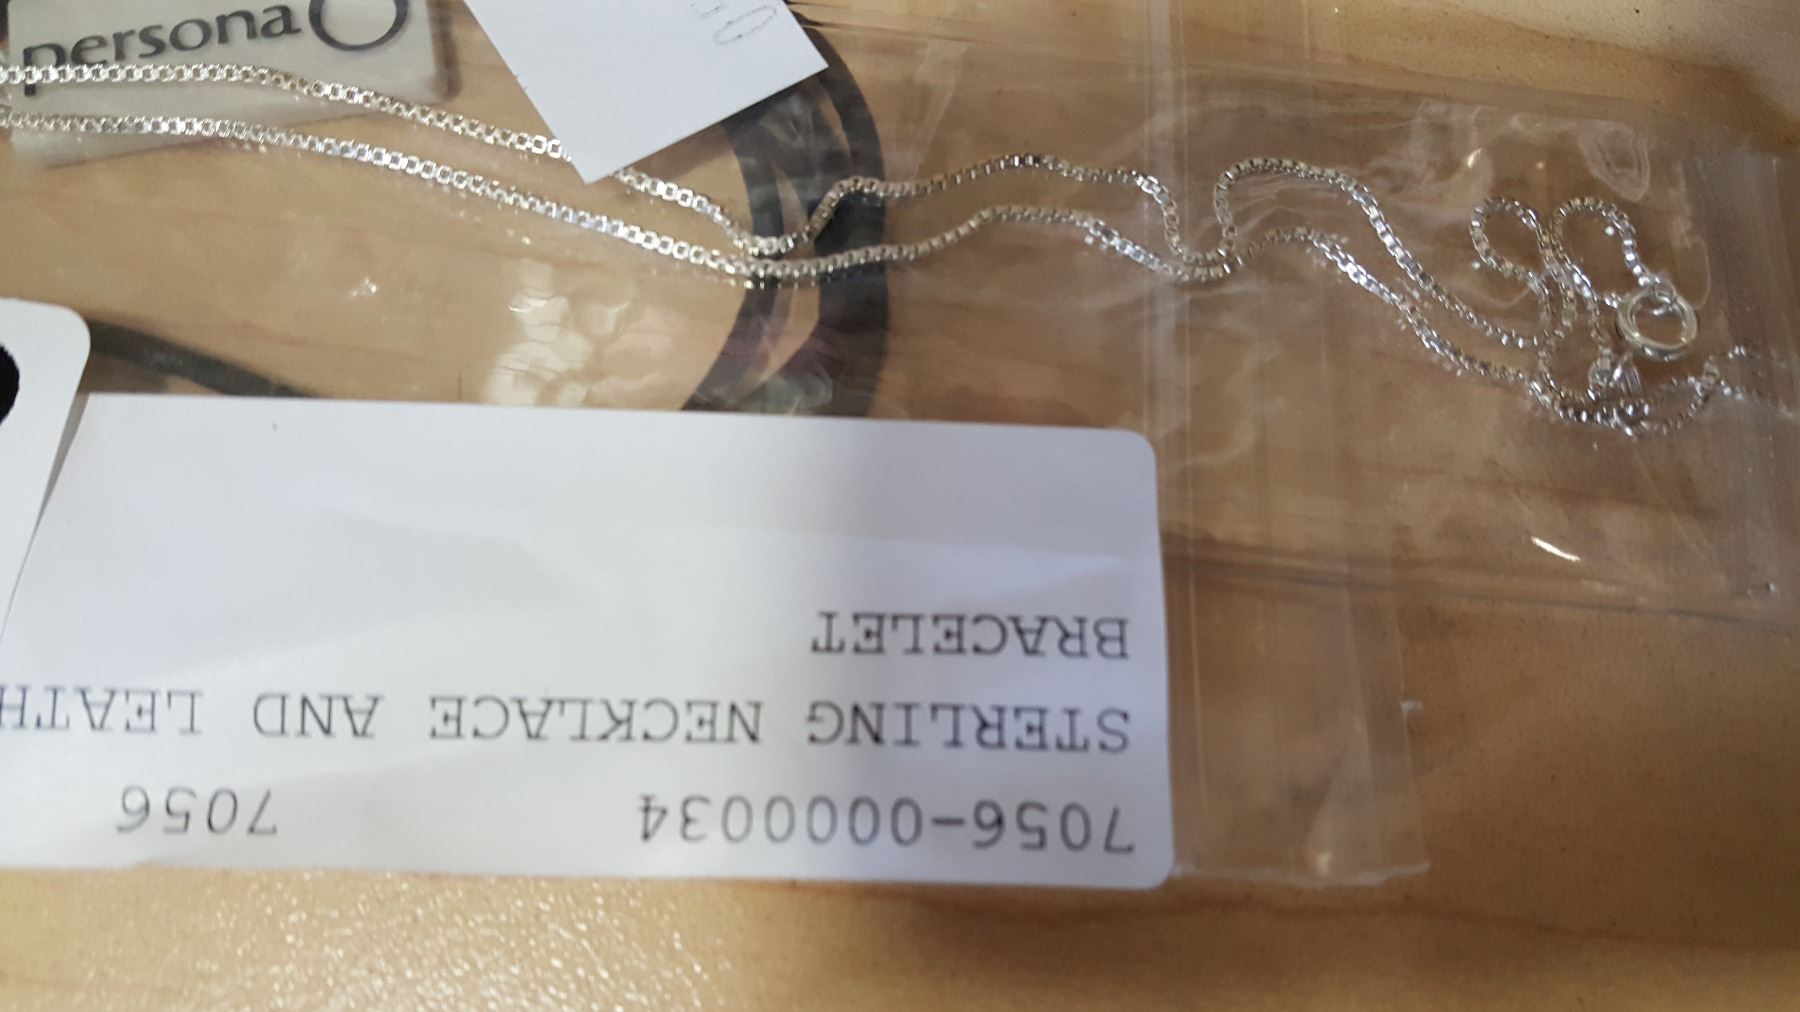 persona
7056-0000034 7056
STERLING NECKLACE AND LEATH
BRACELET